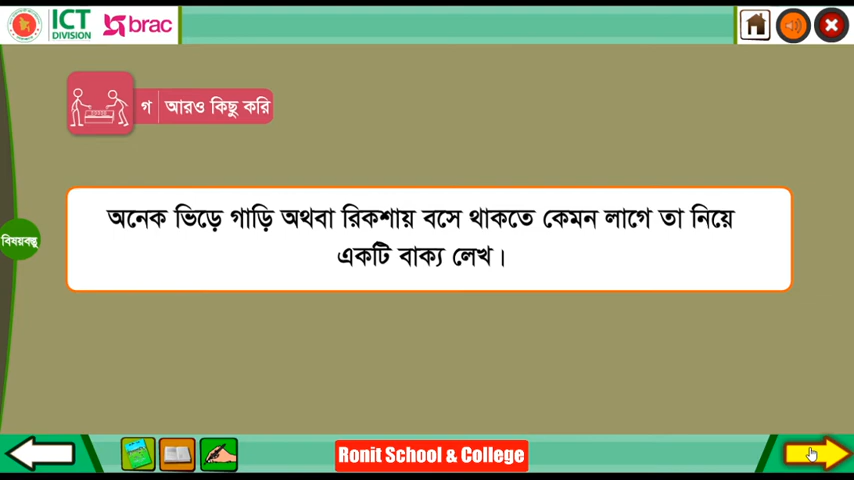 ICT
DIVISION
brac
গ
আরও কিছু করি
অনেক ভিড়ে গাড়ি অথবা রিকশায় বসে থাকতে কেমন লাগে তা নিয়ে
একটি বাক্য লেখ।
বিষয়বস্তু
Ronit School & College